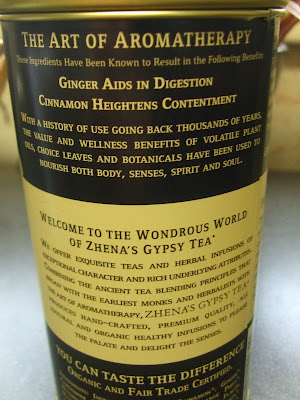 THE ART OF AROMATHERAPY
These Ingredients Have Been Known to Result in the Following Benefits:
GINGER AIDS IN DIGESTION
CINNAMON HEIGHTENS CONTENTMENT
WITH A HISTORY OF USE GOING BACK THOUSANDS OF YEARS,
THE VALUE AND WELLNESS BENEFITS OF VOLATILE PLANT
OILS, CHOICE LEAVES AND BOTANICALS HAVE BEEN USED TO
NOURISH BOTH BODY, SENSES, SPIRIT AND SOUL.
WELCOME TO THE WONDROUS WORLD
OF ZHENA'S GYPSY TEA
WE OFFER EXQUISITE TEAS AND HERBAL INFUSIONS OF
EXCEPTIONAL CHARACTER AND RICH UNDERLYING ATTRIBUTES.
COMBINING THE ANCIENT TEA BLENDING PRINCIPLES THAT
BEGAN WITH THE EARLIEST MONKS AND HERBALISTS WITH
THE ART OF AROMATHERAPY, ZHENA'S GYPSY TEA
PRODUCES HAND-CRAFTED, PREMIUM QUALITY, ALL
NATURAL AND ORGANIC HEALTHY INFUSIONS TO PLEASE
THE PALATE AND DELIGHT THE SENSES.
YOU CAN TASTE THE DIFFERENCE
ORGANIC AND FAIR TRADE CERTIFIED.